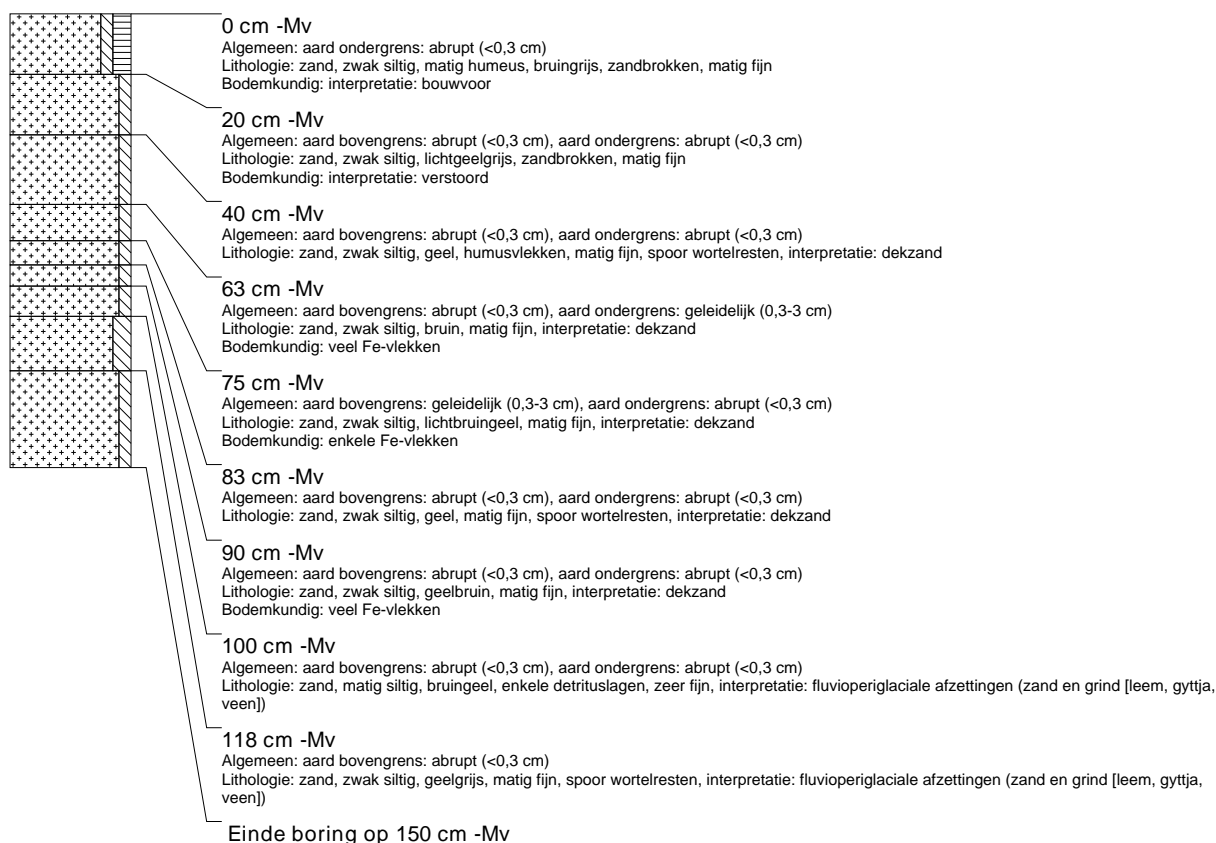 0 cm -Mv
Algemeen: aard ondergrens: abrupt (<0,3 cm)
Lithologie: zand, zwak siltig, matig humeus, bruingrijs, zandbrokken, matig fijn
Bodemkundig: interpretatie: bouwvoor
20 cm -Mv
Algemeen: aard bovengrens: abrupt (<0,3 cm), aard ondergrens: abrupt (<0,3 cm)
Lithologie: zand, zwak siltig, lichtgeelgrijs, zandbrokken, matig fijn
Bodemkundig: interpretatie: verstoord
40 cm -Mv
Algemeen: aard bovengrens: abrupt (<0,3 cm), aard ondergrens: abrupt (<0,3 cm)
Lithologie: zand, zwak siltig, geel, humusvlekken, matig fijn, spoor wortelresten, interpretatie: dekzand
63 cm -Mv
Algemeen: aard bovengrens: abrupt (<0,3 cm), aard ondergrens: geleidelijk (0,3-3 cm)
Lithologie: zand, zwak siltig, bruin, matig fijn, interpretatie: dekzand
Bodemkundig: veel Fe-vlekken
75 cm -Mv
Algemeen: aard bovengrens: geleidelijk (0,3-3 cm), aard ondergrens: abrupt (<0,3 cm)
Lithologie: zand, zwak siltig, lichtbruingeel, matig fijn, interpretatie: dekzand
Bodemkundig: enkele Fe-vlekken
83 cm -Mv
Algemeen: aard bovengrens: abrupt (<0,3 cm), aard ondergrens: abrupt (<0,3 cm)
Lithologie: zand, zwak siltig, geel, matig fijn, spoor wortelresten, interpretatie: dekzand
90 cm -Mv
Algemeen: aard bovengrens: abrupt (<0,3 cm), aard ondergrens: abrupt (<0,3 cm)
Lithologie: zand, zwak siltig, geelbruin, matig fijn, interpretatie: dekzand
Bodemkundig: veel Fe-vlekken
100 cm -Mv
Algemeen: aard bovengrens: abrupt (<0,3 cm), aard ondergrens: abrupt (<0,3 cm)
Lithologie: zand, matig siltig, bruingeel, enkele detrituslagen, zeer fijn, interpretatie: fluvioperiglaciale afzettingen (zand en grind [leem, gyttja,
veen])
118 cm -Mv
Algemeen: aard bovengrens: abrupt (<0,3 cm)
Lithologie: zand, zwak siltig, geelgrijs, matig fijn, spoor wortelresten, interpretatie: fluvioperiglaciale afzettingen (zand en grind [leem, gyttja,
veen])
Einde boring op 150 cm -Mv